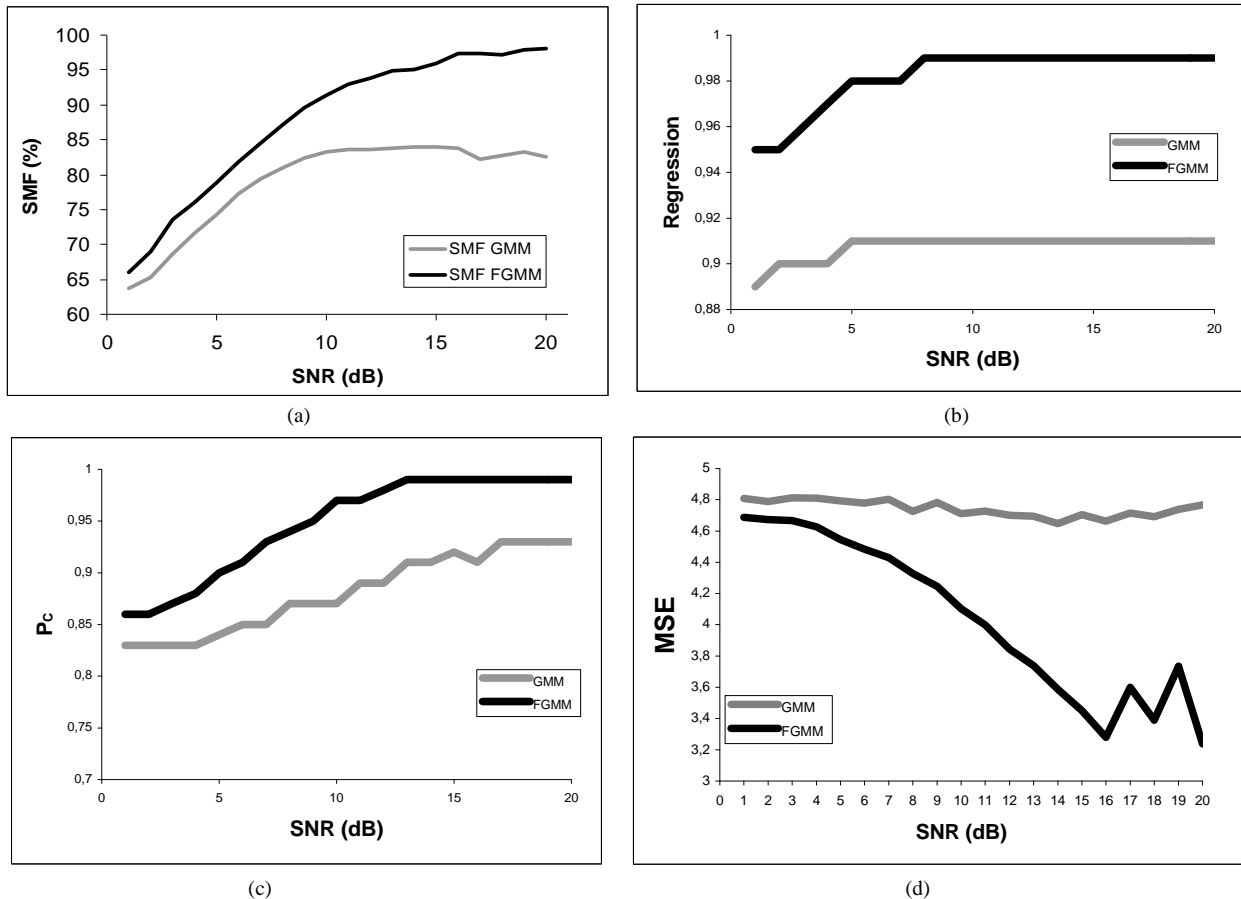 100
95
90
85
80
75
70
65
60
SMF (%)
SMF GMM
SMF FGMM
0 5 10 15 20
SNR (dB)
(a)
1
0,98
0,96
0,94
0,92
0,9
0,88
Regression
GMM
FGMM
0 5 10 15 20
SNR (dB)
(b)
1
0,95
0,9
0,85
0,8
0,75
0,7
Pc
GMM
FGMM
0 5 10 15 20
SNR (dB)
(c)
5
4,8
4,6
4,4
4,2
4
3,8
3,6
3,4
3,2
3
MSE
GMM
FGMM
0 1 2 3 4 5 6 7 8 9 10 11 12 13 14 15 16 17 18 19 20
SNR (dB)
(d)